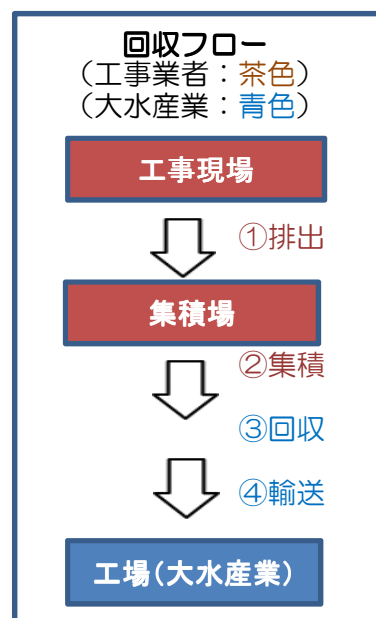 回収フロー
（工事業者：茶色）
（大水産業：青色）
工事現場
①排出
集積場
②集積
③回収
④輸送
工場（大水産業）